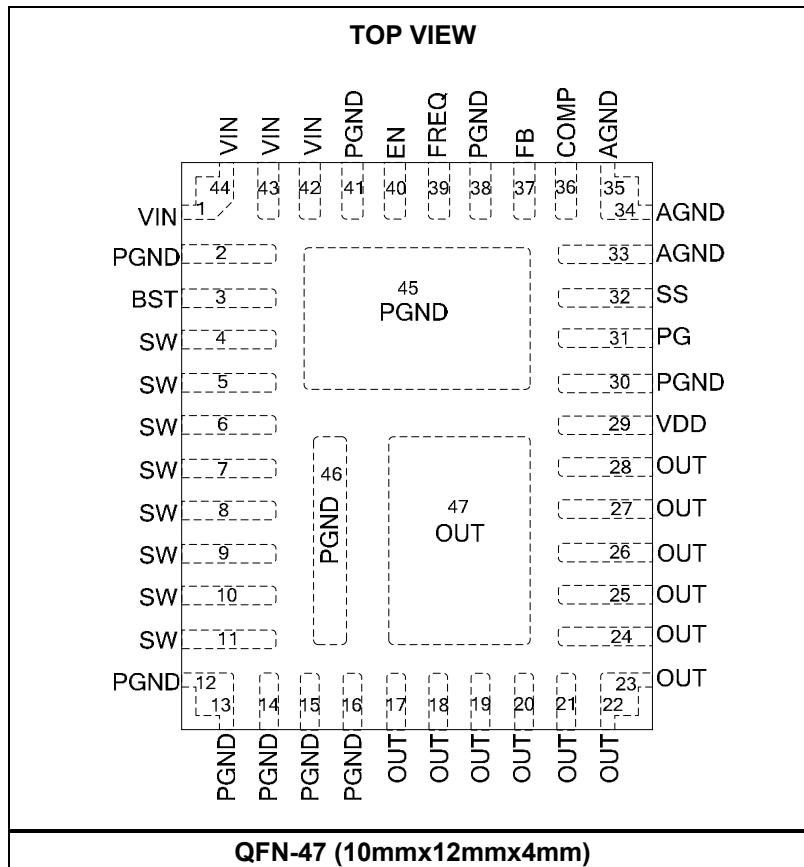 TOP VIEW
VIN VIN VIN PGND EN FREQ PGND FB COMP AGND
44 43 42 41 40 39 38 37 36 35
VIN 1 34 AGND
PGND 2 33 AGND
BST 3 32 SS
SW 4 31 PG
SW 5 30 PGND
SW 6 29 VDD
SW 7 28 OUT
SW 8 27 OUT
SW 9 26 OUT
SW 10 25 OUT
SW 11 24 OUT
PGND 12 23 OUT
45
PGND
46
PGND
47
OUT
13 14 15 16 17 18 19 20 21 22
PGND PGND PGND PGND OUT OUT OUT OUT OUT OUT
QFN-47 (10mmx12mmx4mm)